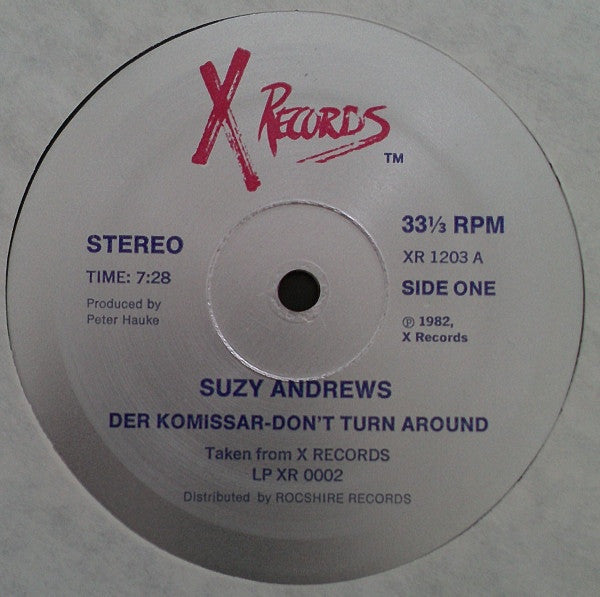 X RECORDS
TM
STEREO
TIME: 7:28
Produced by
Peter Hauke
33⅓ RPM
XR 1203 A
SIDE ONE
℗ 1982,
X Records
SUZY ANDREWS
DER KOMISSAR-DON'T TURN AROUND
Taken from X RECORDS
LP XR 0002
Distributed by ROCSHIRE RECORDS